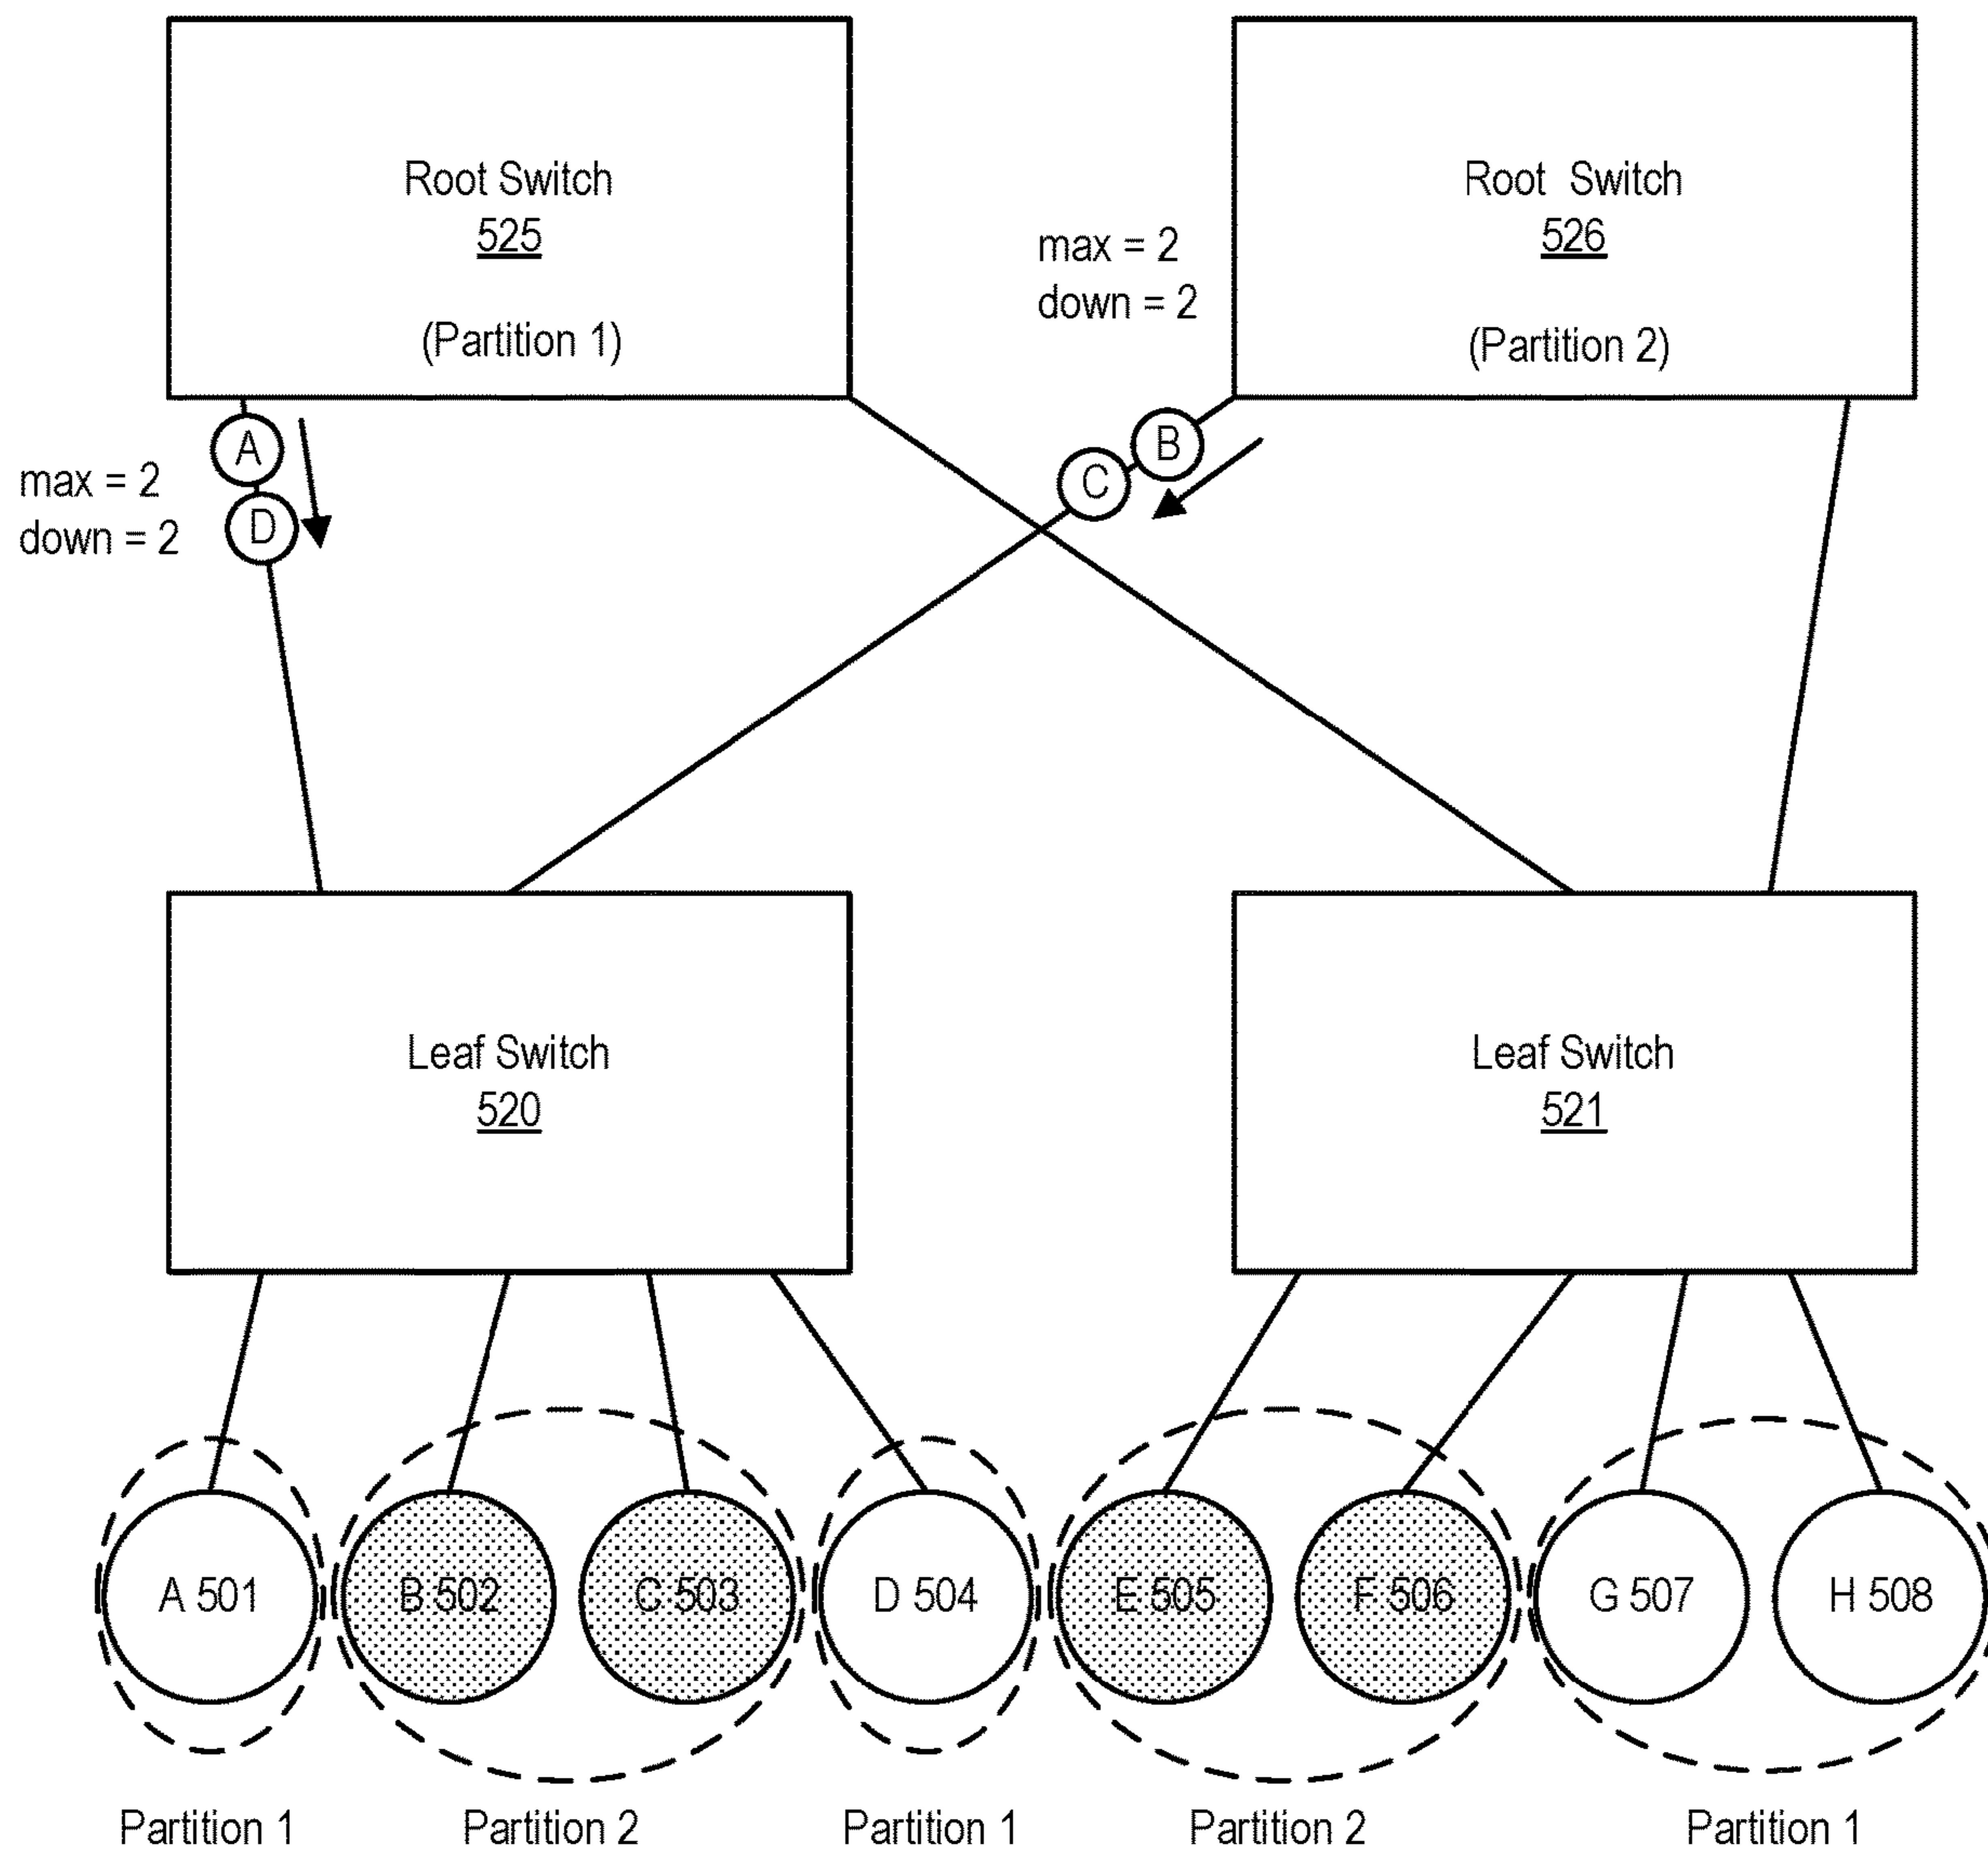 Root Switch
525
(Partition 1)
Root Switch
526
(Partition 2)
max = 2
down = 2
A
D
max = 2
down = 2
B
C
Leaf Switch
520
Leaf Switch
521
A 501
B 502
C 503
D 504
E 505
F 506
G 507
H 508
Partition 1
Partition 2
Partition 1
Partition 2
Partition 1